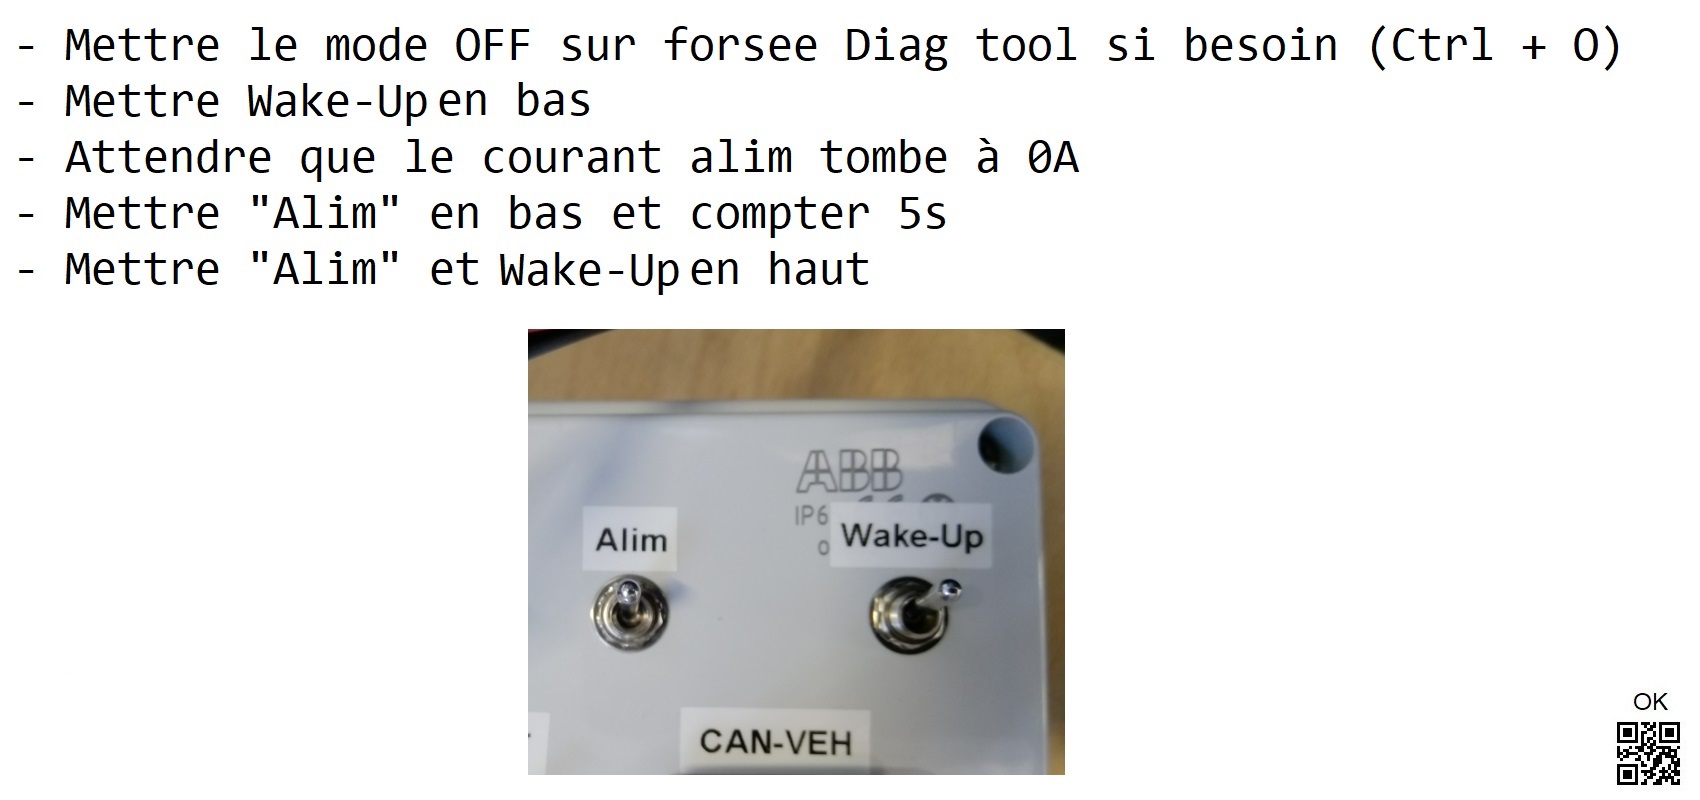 - Mettre le mode OFF sur forsee Diag tool si besoin (Ctrl + O)
- Mettre Wake-Up en bas
- Attendre que le courant alim tombe à 0A
- Mettre "Alim" en bas et compter 5s
- Mettre "Alim" et Wake-Up en haut
ABB
IP6
Alim
Wake-Up
CAN-VEH
OK